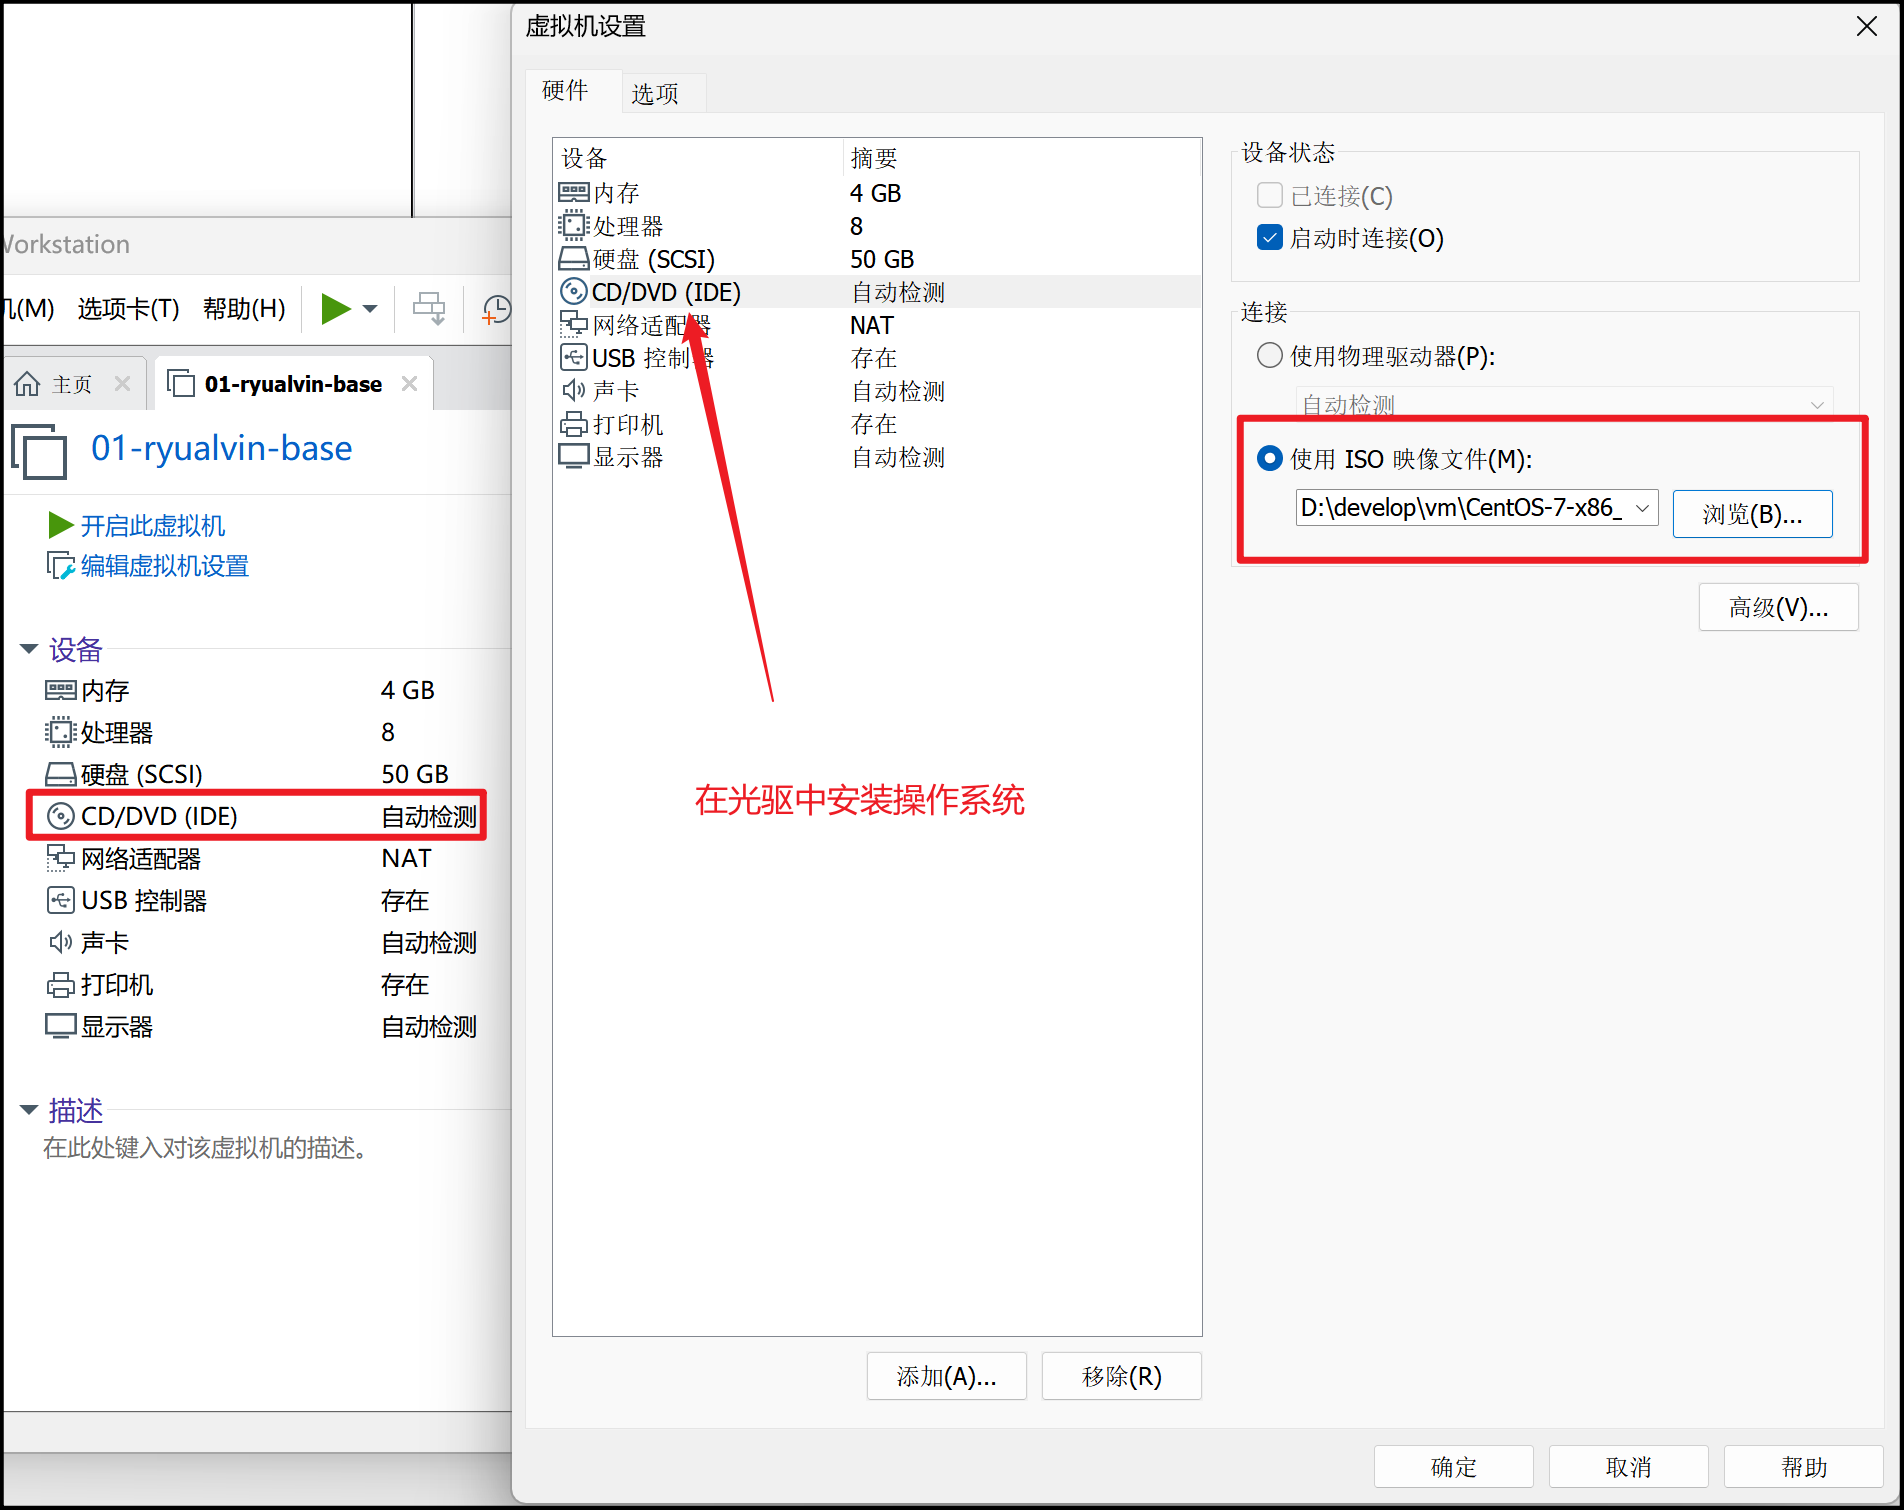 虚拟机设置
硬件
选项
设备 摘要
内存 4 GB
处理器 8
硬盘 (SCSI) 50 GB
CD/DVD (IDE) 自动检测
网络适配器 NAT
USB 控制器 存在
声卡 自动检测
打印机 存在
显示器 自动检测
在光驱中安装操作系统
添加(A)...
移除(R)
设备状态
已连接(C)
启动时连接(O)
连接
使用物理驱动器(P):
自动检测
使用 ISO 映像文件(M):
D:\develop\vm\CentOS-7-x86_
浏览(B)...
高级(V)...
确定
取消
帮助
Workstation
机(M) 选项卡(T) 帮助(H)
主页
01-ryualvin-base
01-ryualvin-base
开启此虚拟机
编辑虚拟机设置
设备
内存 4 GB
处理器 8
硬盘 (SCSI) 50 GB
CD/DVD (IDE) 自动检测
网络适配器 NAT
USB 控制器 存在
声卡 自动检测
打印机 存在
显示器 自动检测
描述
在此处键入对该虚拟机的描述。